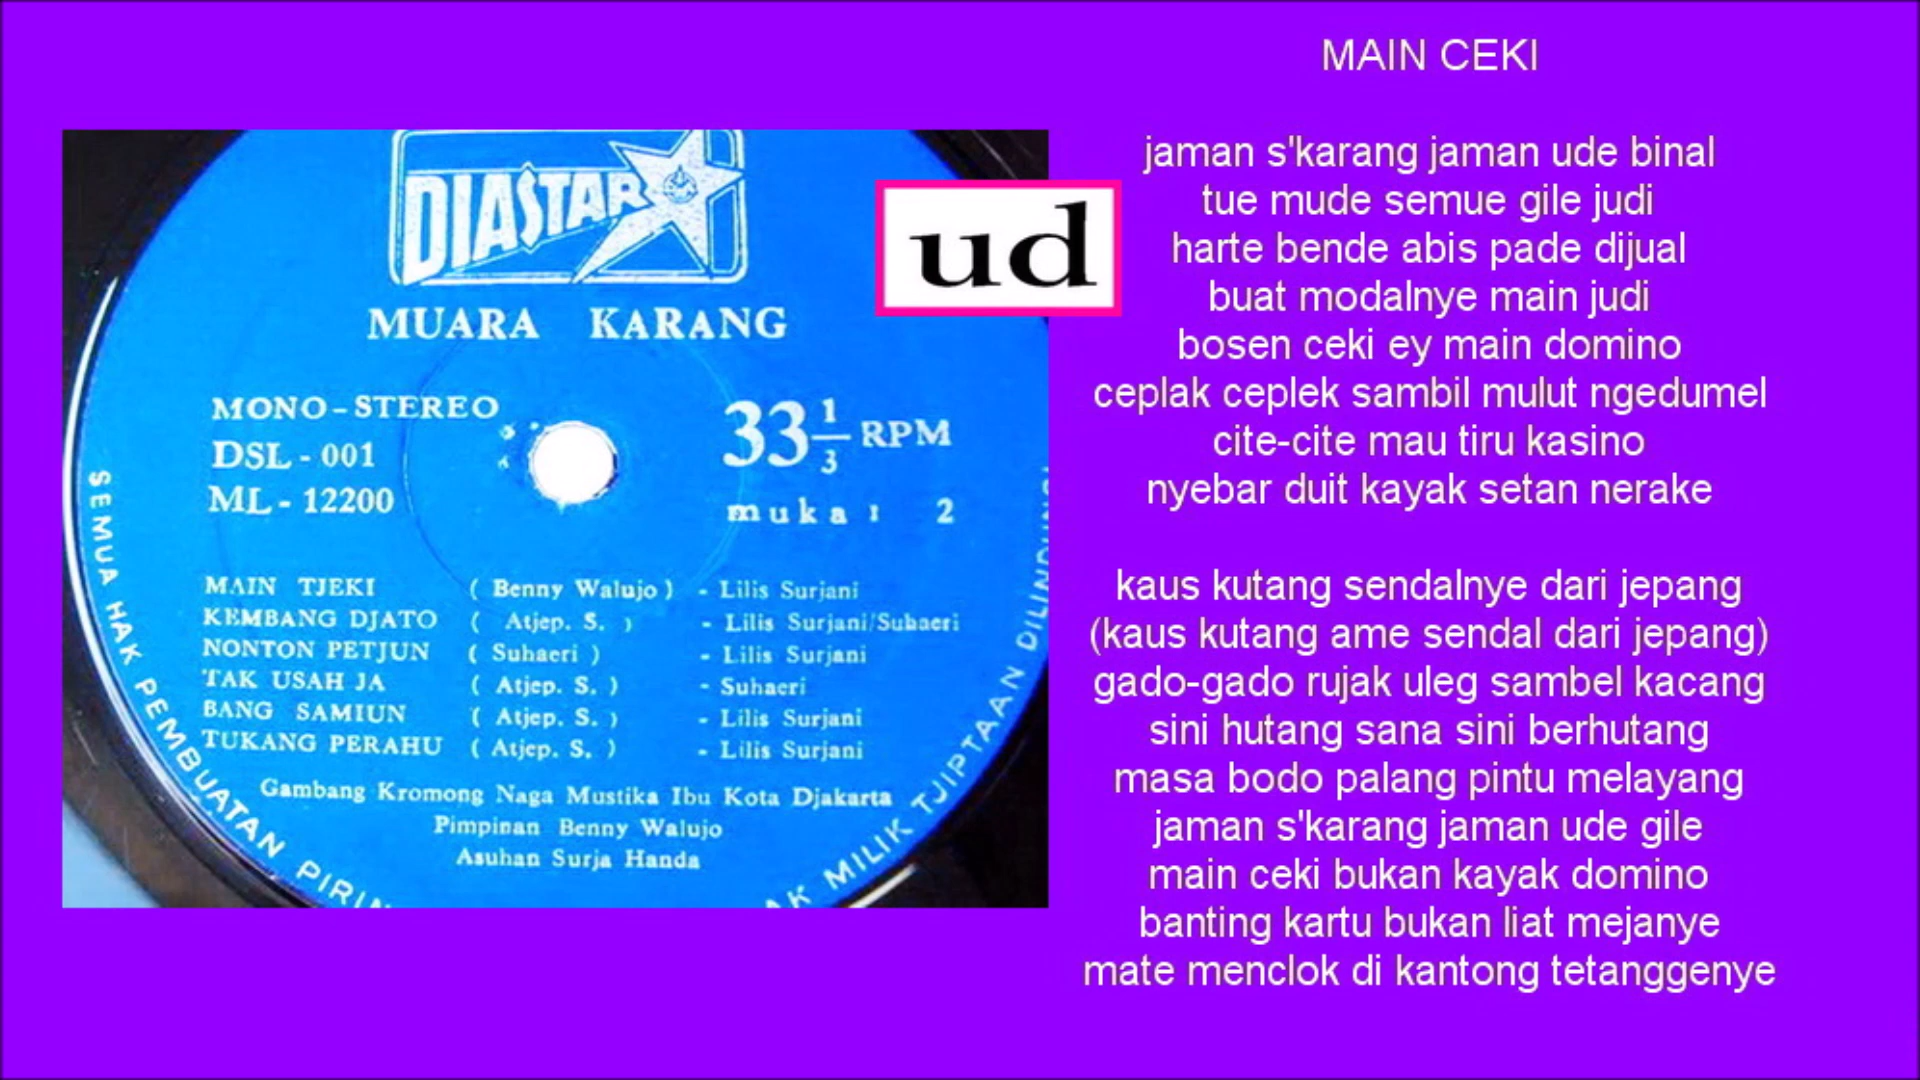 DIASTAR
MUARA KARANG
MONO-STEREO
DSL - 001
ML - 12200
33 1/3 RPM
muka : 2
MAIN TJEKI ( Benny Walujo ) - Lilis Surjani
KEMBANG DJATO ( Atjep. S. ) - Lilis Surjani/Suhaeri
NONTON PETJUN ( Suhaeri ) - Lilis Surjani
TAK USAH JA ( Atjep. S. ) - Suhaeri
BANG SAMIUN ( Atjep. S. ) - Lilis Surjani
TUKANG PERAHU ( Atjep. S. ) - Lilis Surjani
Gambang Kromong Naga Mustika Ibu Kota Djakarta
Pimpinan Benny Walujo
Asuhan Surja Handa
SEMUA HAK PEMBUATAN
MILIK TJIPTAAN
ud
MAIN CEKI
jaman s'karang jaman ude binal
tue mude semue gile judi
harte bende abis pade dijual
buat modalnye main judi
bosen ceki ey main domino
ceplak ceplek sambil mulut ngedumel
cite-cite mau tiru kasino
nyebar duit kayak setan nerake
kaus kutang sendalnye dari jepang
(kaus kutang ame sendal dari jepang)
gado-gado rujak uleg sambel kacang
sini hutang sana sini berhutang
masa bodo palang pintu melayang
jaman s'karang jaman ude gile
main ceki bukan kayak domino
banting kartu bukan liat mejanye
mate menclok di kantong tetanggenye